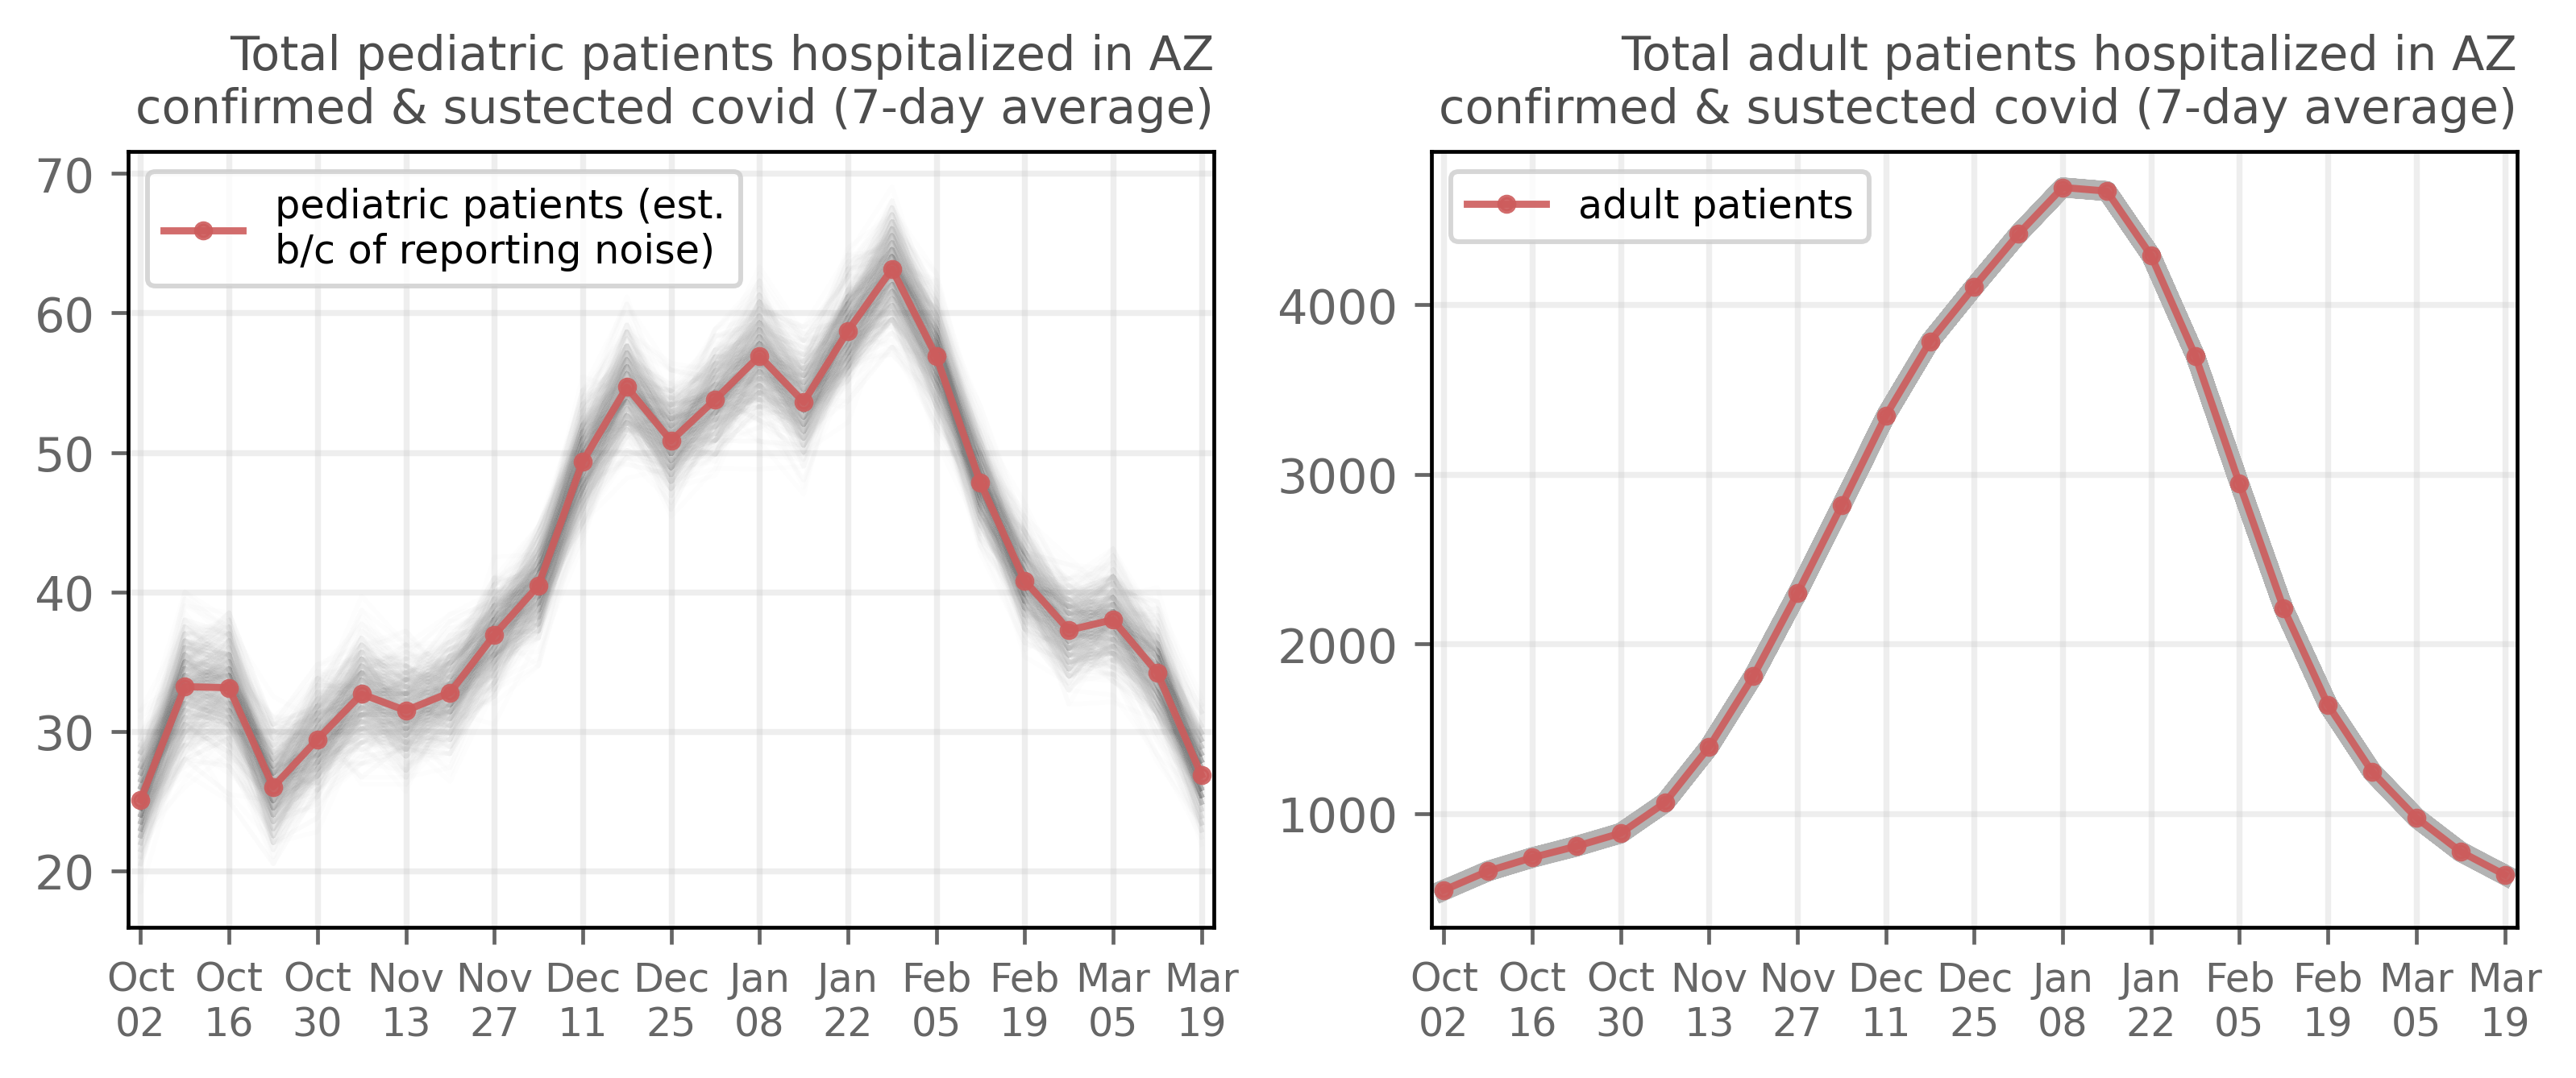 Total pediatric patients hospitalized in AZ
confirmed & sustected covid (7-day average)
pediatric patients (est.
b/c of reporting noise)
70
60
50
40
30
20
Oct Oct Oct Nov Nov Dec Dec Jan Jan Feb Feb Mar Mar
02 16 30 13 27 11 25 08 22 05 19 05 19
Total adult patients hospitalized in AZ
confirmed & sustected covid (7-day average)
adult patients
4000
3000
2000
1000
Oct Oct Oct Nov Nov Dec Dec Jan Jan Feb Feb Mar Mar
02 16 30 13 27 11 25 08 22 05 19 05 19